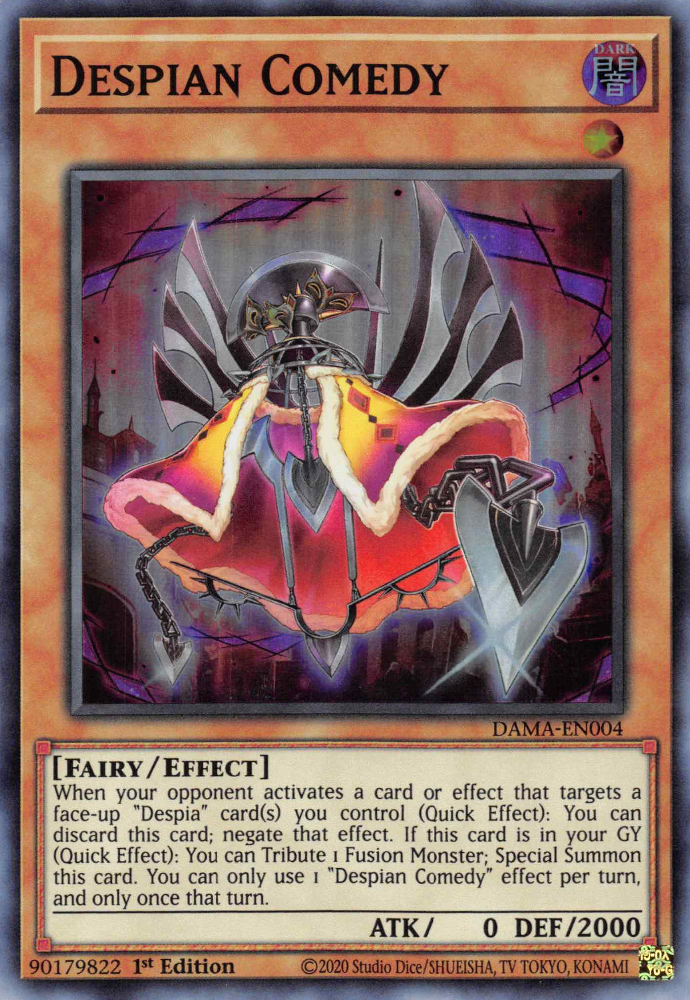 DESPIAN COMEDY
DARK
闇
DAMA-EN004
[FAIRY/EFFECT]
When your opponent activates a card or effect that targets a
face-up "Despia" card(s) you control (Quick Effect): You can
discard this card; negate that effect. If this card is in your GY
(Quick Effect): You can Tribute 1 Fusion Monster; Special Summon
this card. You can only use 1 "Despian Comedy" effect per turn,
and only once that turn.
ATK/ 0 DEF/2000
90179822 1st Edition ©2020 Studio Dice/SHUEISHA, TV TOKYO, KONAMI